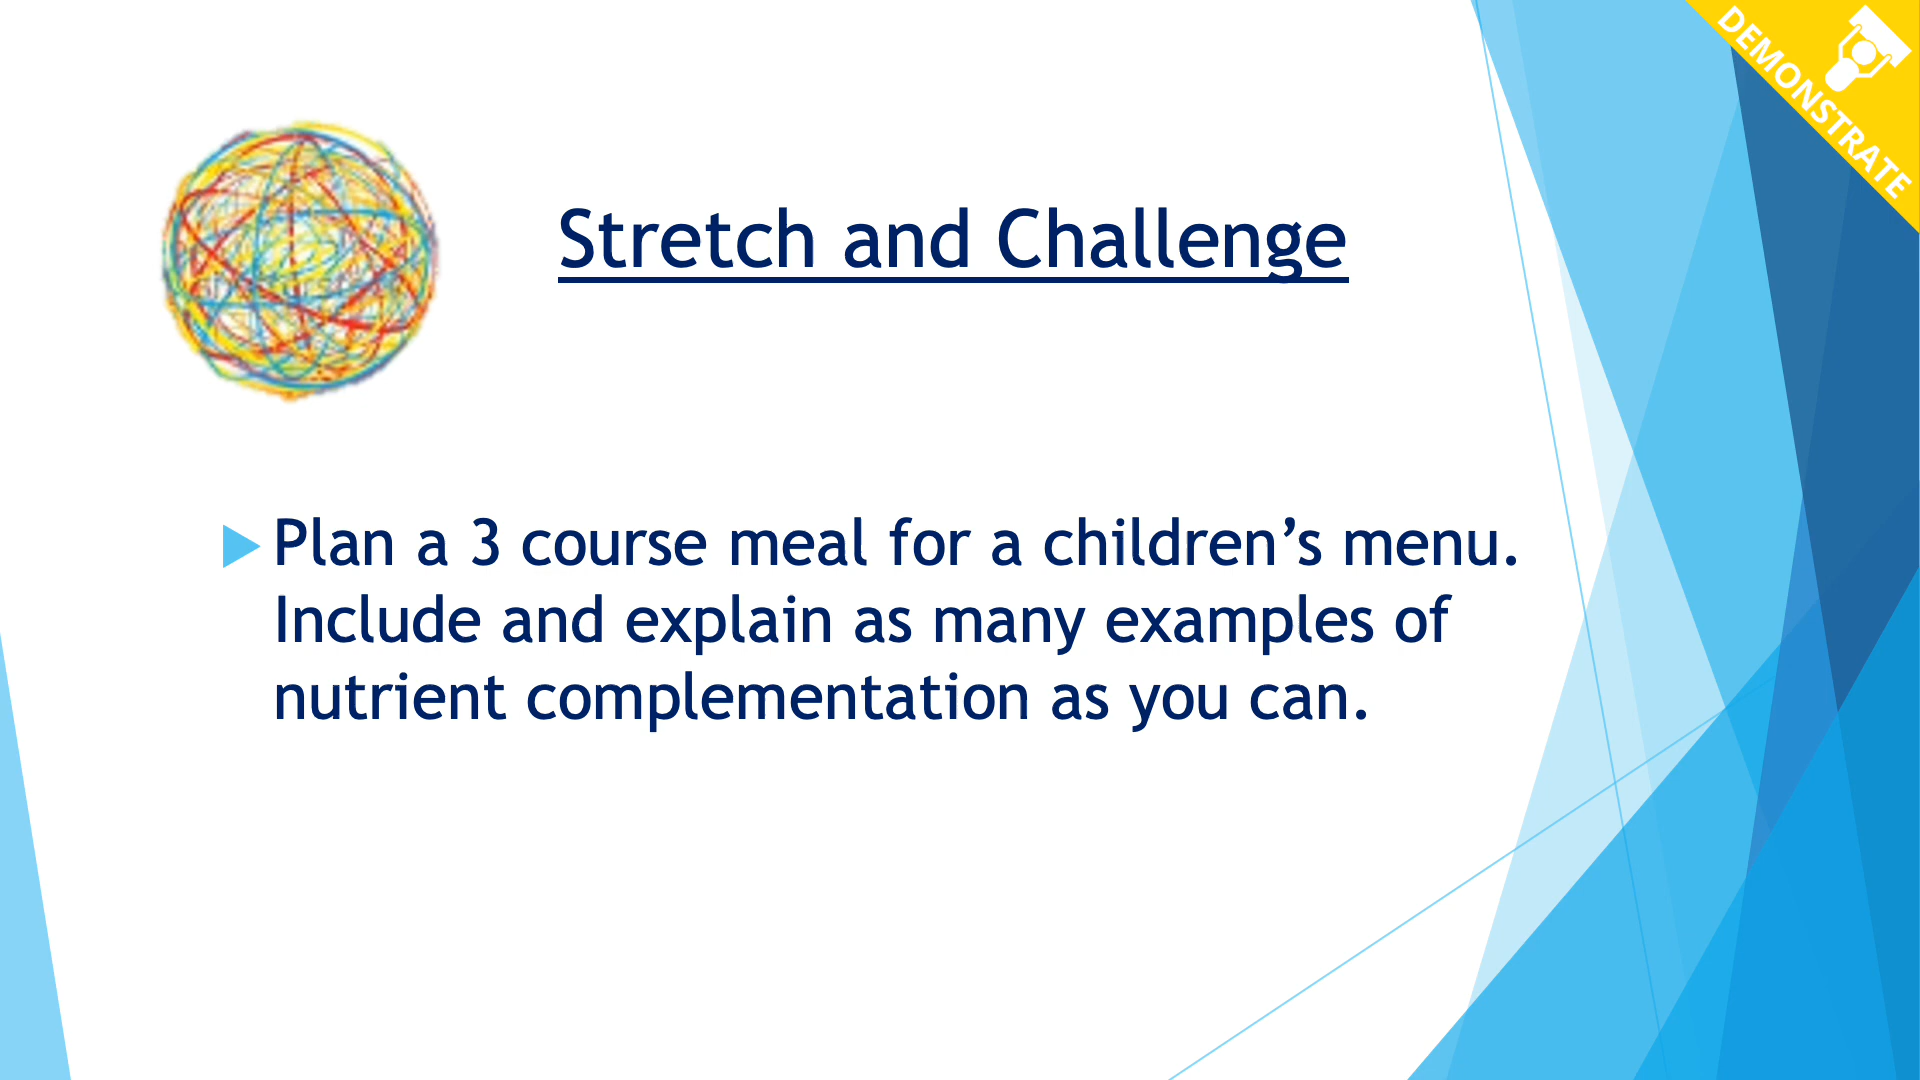 DEMONSTRATE
Stretch and Challenge
Plan a 3 course meal for a children’s menu.
Include and explain as many examples of
nutrient complementation as you can.